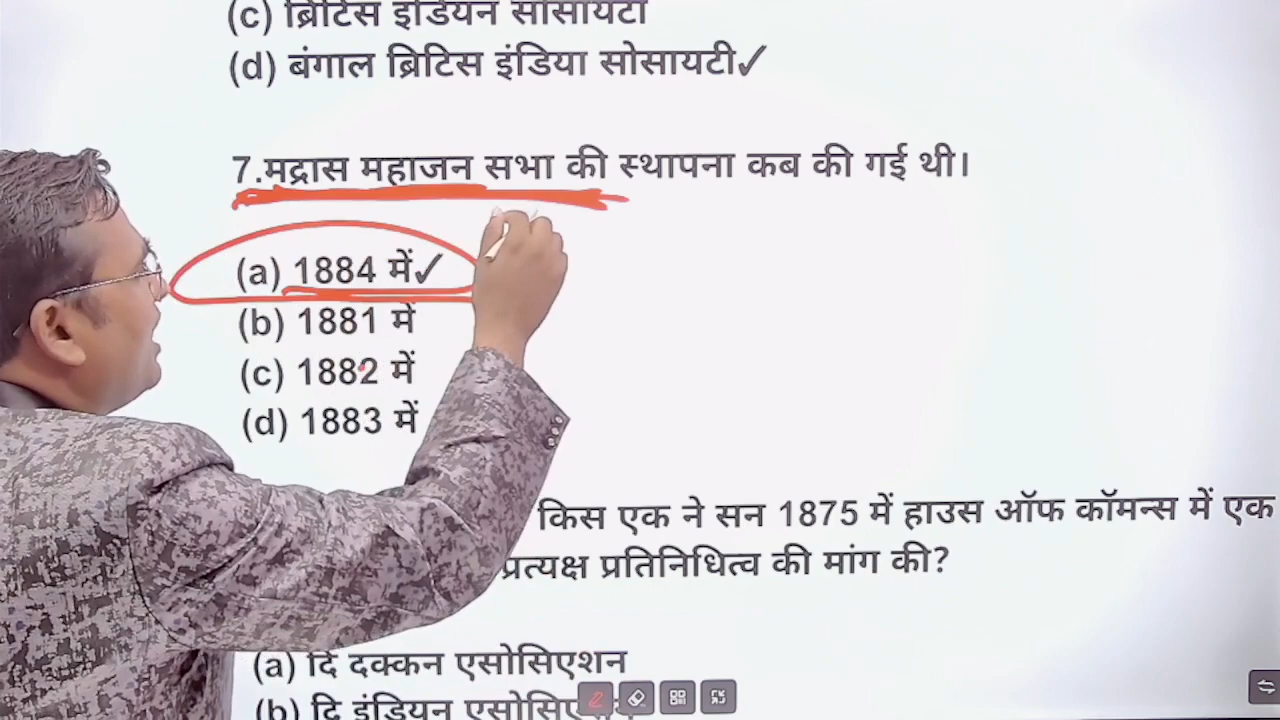 (c) ब्रिटिस इंडियन सोसायटी
(d) बंगाल ब्रिटिस इंडिया सोसायटी✓
7.मद्रास महाजन सभा की स्थापना कब की गई थी।
(a) 1884 में✓
(b) 1881 में
(c) 1882 में
(d) 1883 में
किस एक ने सन 1875 में हाउस ऑफ कॉमन्स में एक
प्रत्यक्ष प्रतिनिधित्व की मांग की?
(a) दि दक्कन एसोसिएशन
(b) दि इंडियन